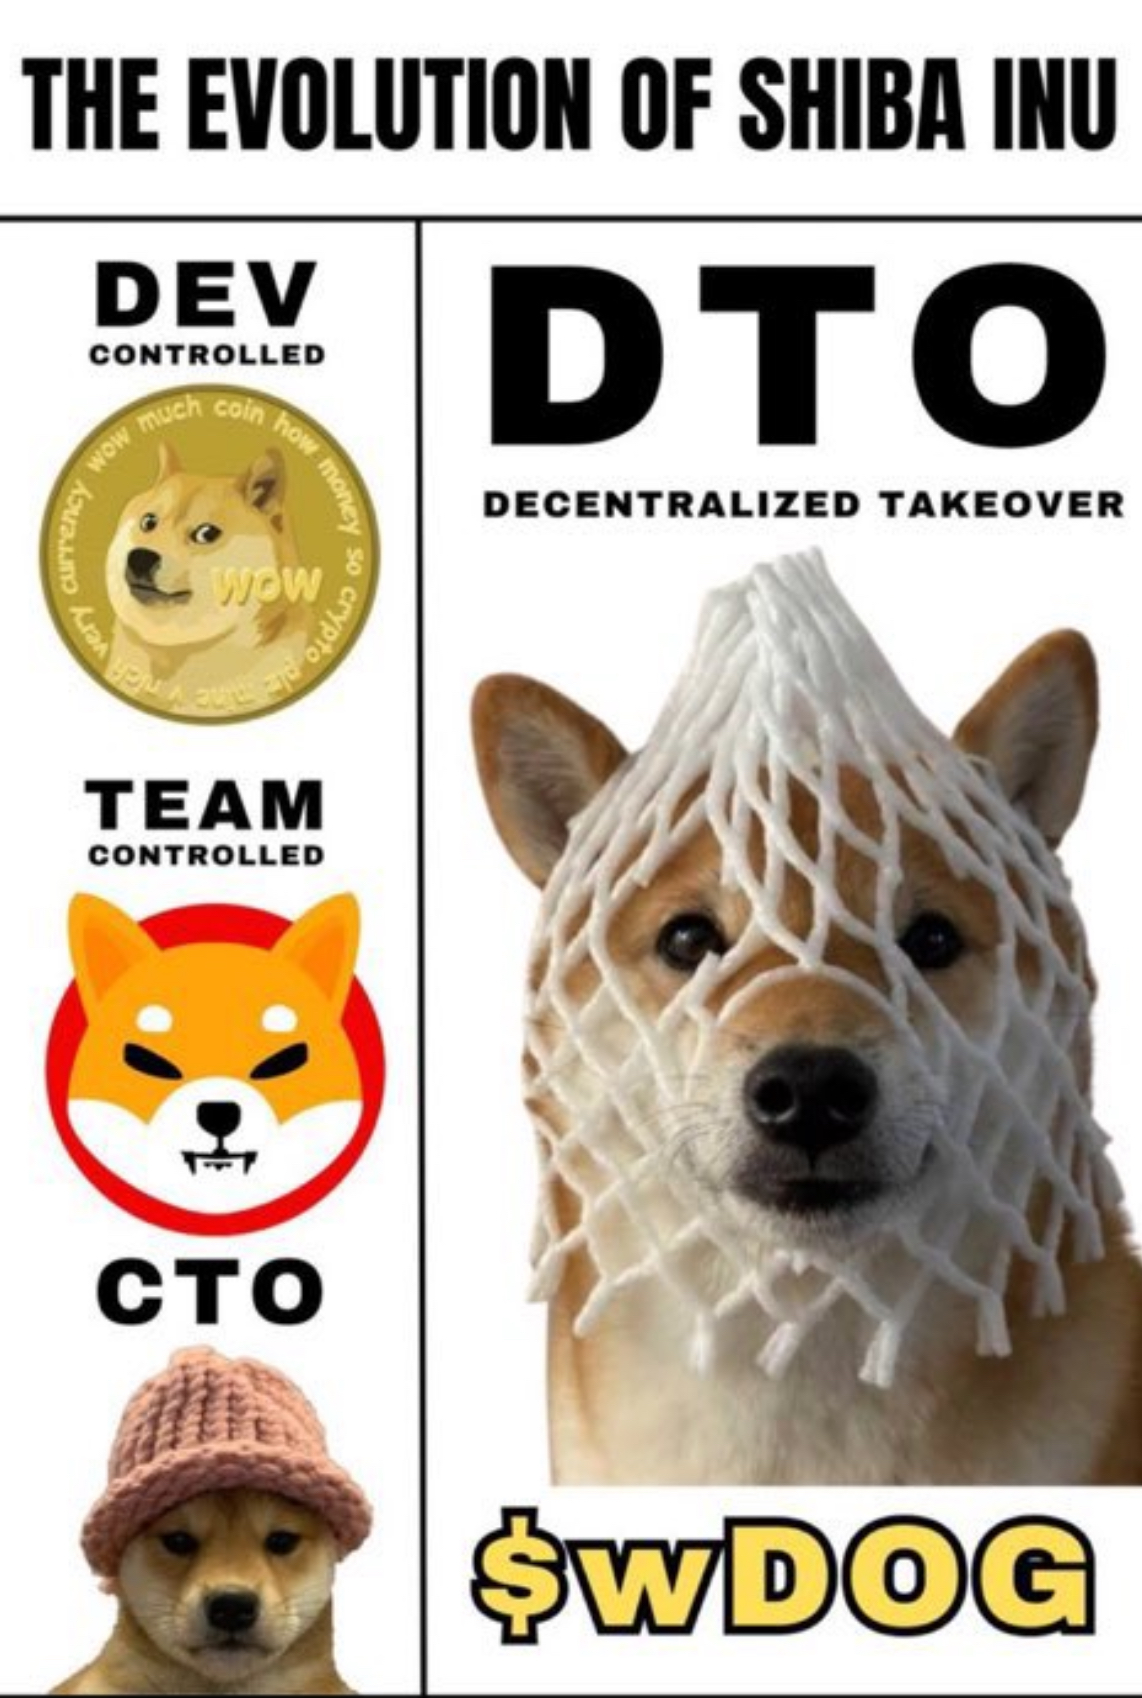 THE EVOLUTION OF SHIBA INU
DEV
CONTROLLED
very currency wow much coin how money so crypto plz mine v rich
wow
TEAM
CONTROLLED
CTO
DTO
DECENTRALIZED TAKEOVER
$wDOG